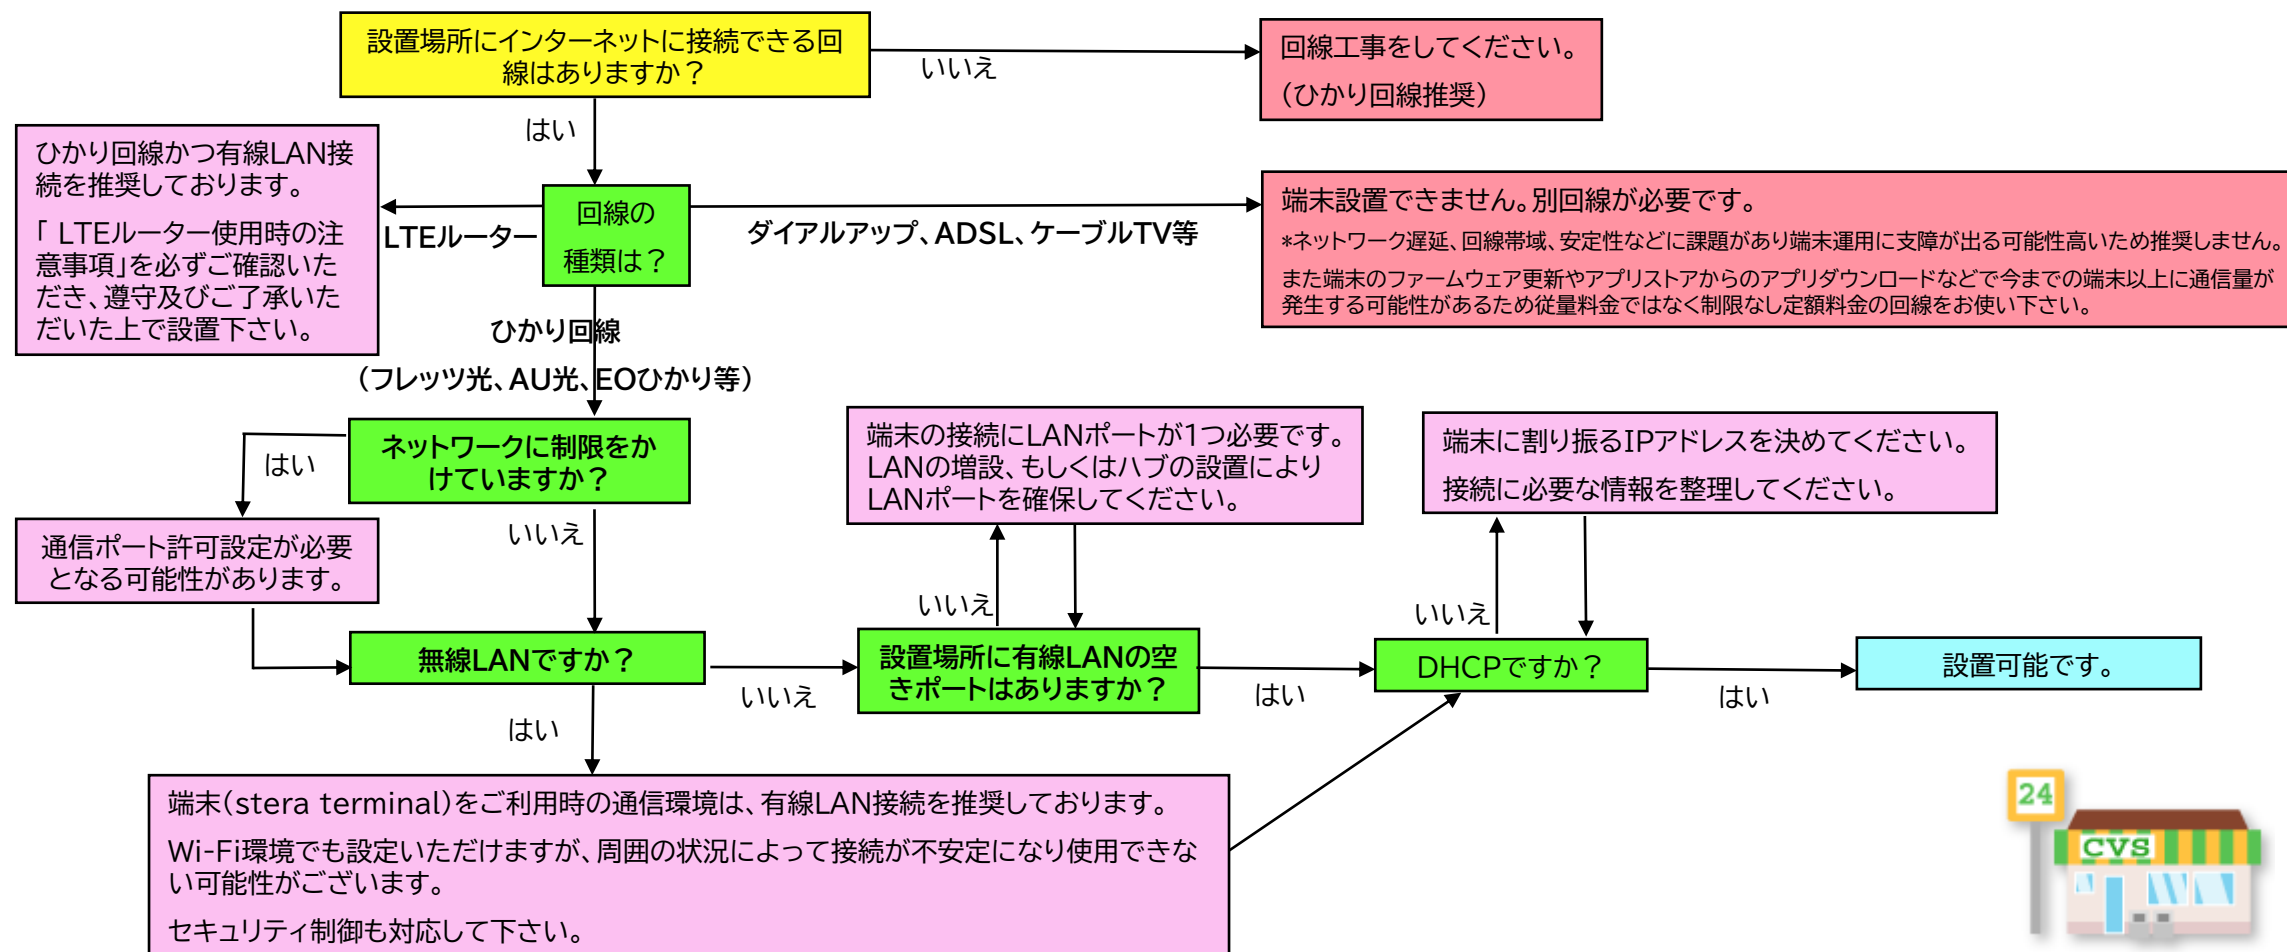 設置場所にインターネットに接続できる回
線はありますか？
いいえ
回線工事をしてください。
(ひかり回線推奨)
はい
ひかり回線かつ有線LAN接
続を推奨しております。
「 LTEルーター使用時の注
意事項」を必ずご確認いた
だき、遵守及びご了承いた
だいた上で設置下さい。
LTEルーター
回線の
種類は？
ダイアルアップ、ADSL、ケーブルTV等
端末設置できません。別回線が必要です。
*ネットワーク遅延、回線帯域、安定性などに課題があり端末運用に支障が出る可能性高いため推奨しません。
また端末のファームウェア更新やアプリストアからのアプリダウンロードなどで今までの端末以上に通信量が
発生する可能性があるため従量料金ではなく制限なし定額料金の回線をお使い下さい。
ひかり回線
(フレッツ光、AU光、EOひかり等)
ネットワークに制限をか
けていますか？
はい
いいえ
通信ポート許可設定が必要
となる可能性があります。
端末の接続にLANポートが1つ必要です。
LANの増設、もしくはハブの設置により
LANポートを確保してください。
端末に割り振るIPアドレスを決めてください。
接続に必要な情報を整理してください。
いいえ
いいえ
無線LANですか？
いいえ
設置場所に有線LANの空
きポートはありますか？
はい
DHCPですか？
はい
設置可能です。
はい
端末(stera terminal)をご利用時の通信環境は、有線LAN接続を推奨しております。
Wi-Fi環境でも設定いただけますが、周囲の状況によって接続が不安定になり使用できな
い可能性がございます。
セキュリティ制御も対応して下さい。
24
CVS